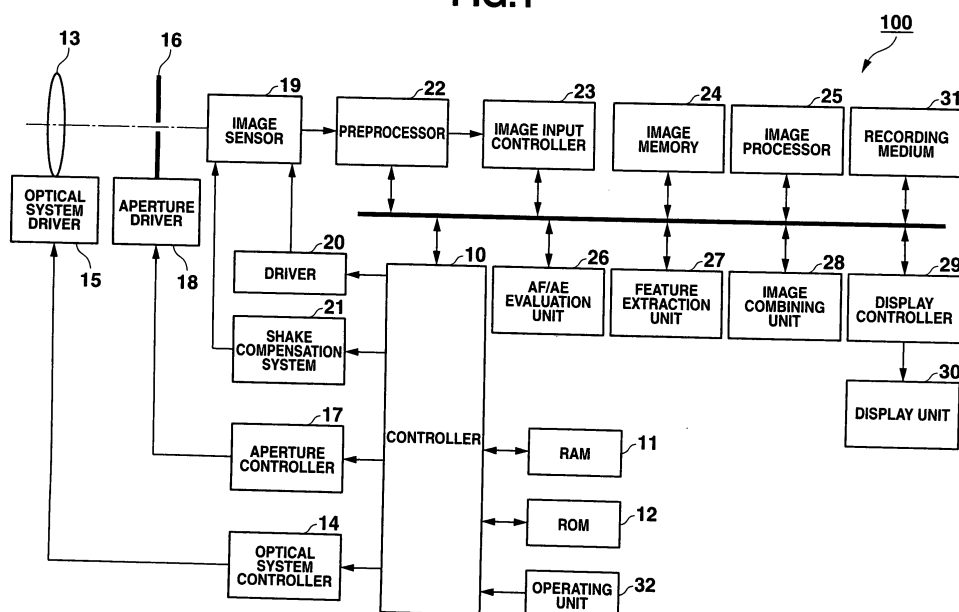 FIG.1
100
13
16
19
22
23
24
25
31
IMAGE
SENSOR
PREPROCESSOR
IMAGE INPUT
CONTROLLER
IMAGE
MEMORY
IMAGE
PROCESSOR
RECORDING
MEDIUM
OPTICAL
SYSTEM
DRIVER
APERTURE
DRIVER
15
18
20
DRIVER
10
26
AF/AE
EVALUATION
UNIT
27
FEATURE
EXTRACTION
UNIT
28
IMAGE
COMBINING
UNIT
29
DISPLAY
CONTROLLER
21
SHAKE
COMPENSATION
SYSTEM
30
DISPLAY UNIT
17
APERTURE
CONTROLLER
CONTROLLER
RAM
11
14
OPTICAL
SYSTEM
CONTROLLER
ROM
12
OPERATING
UNIT
32